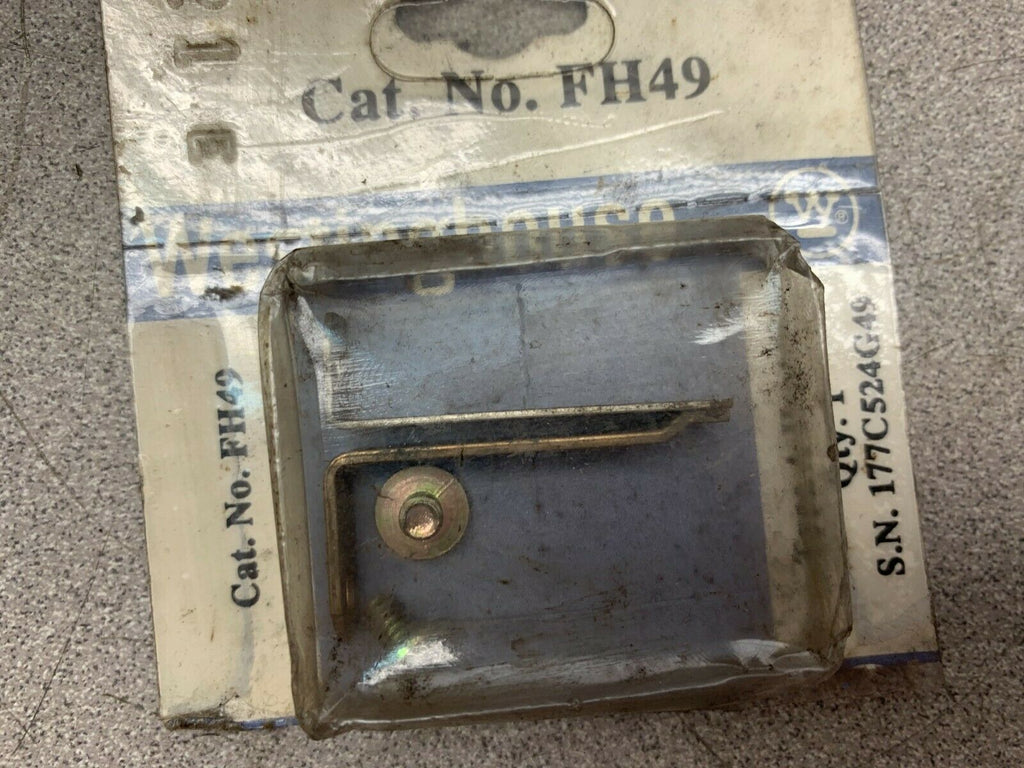 Cat. No. FH49
Westinghouse
W ®
Cat. No. FH49
Qty. 1
S.N. 177C524G49